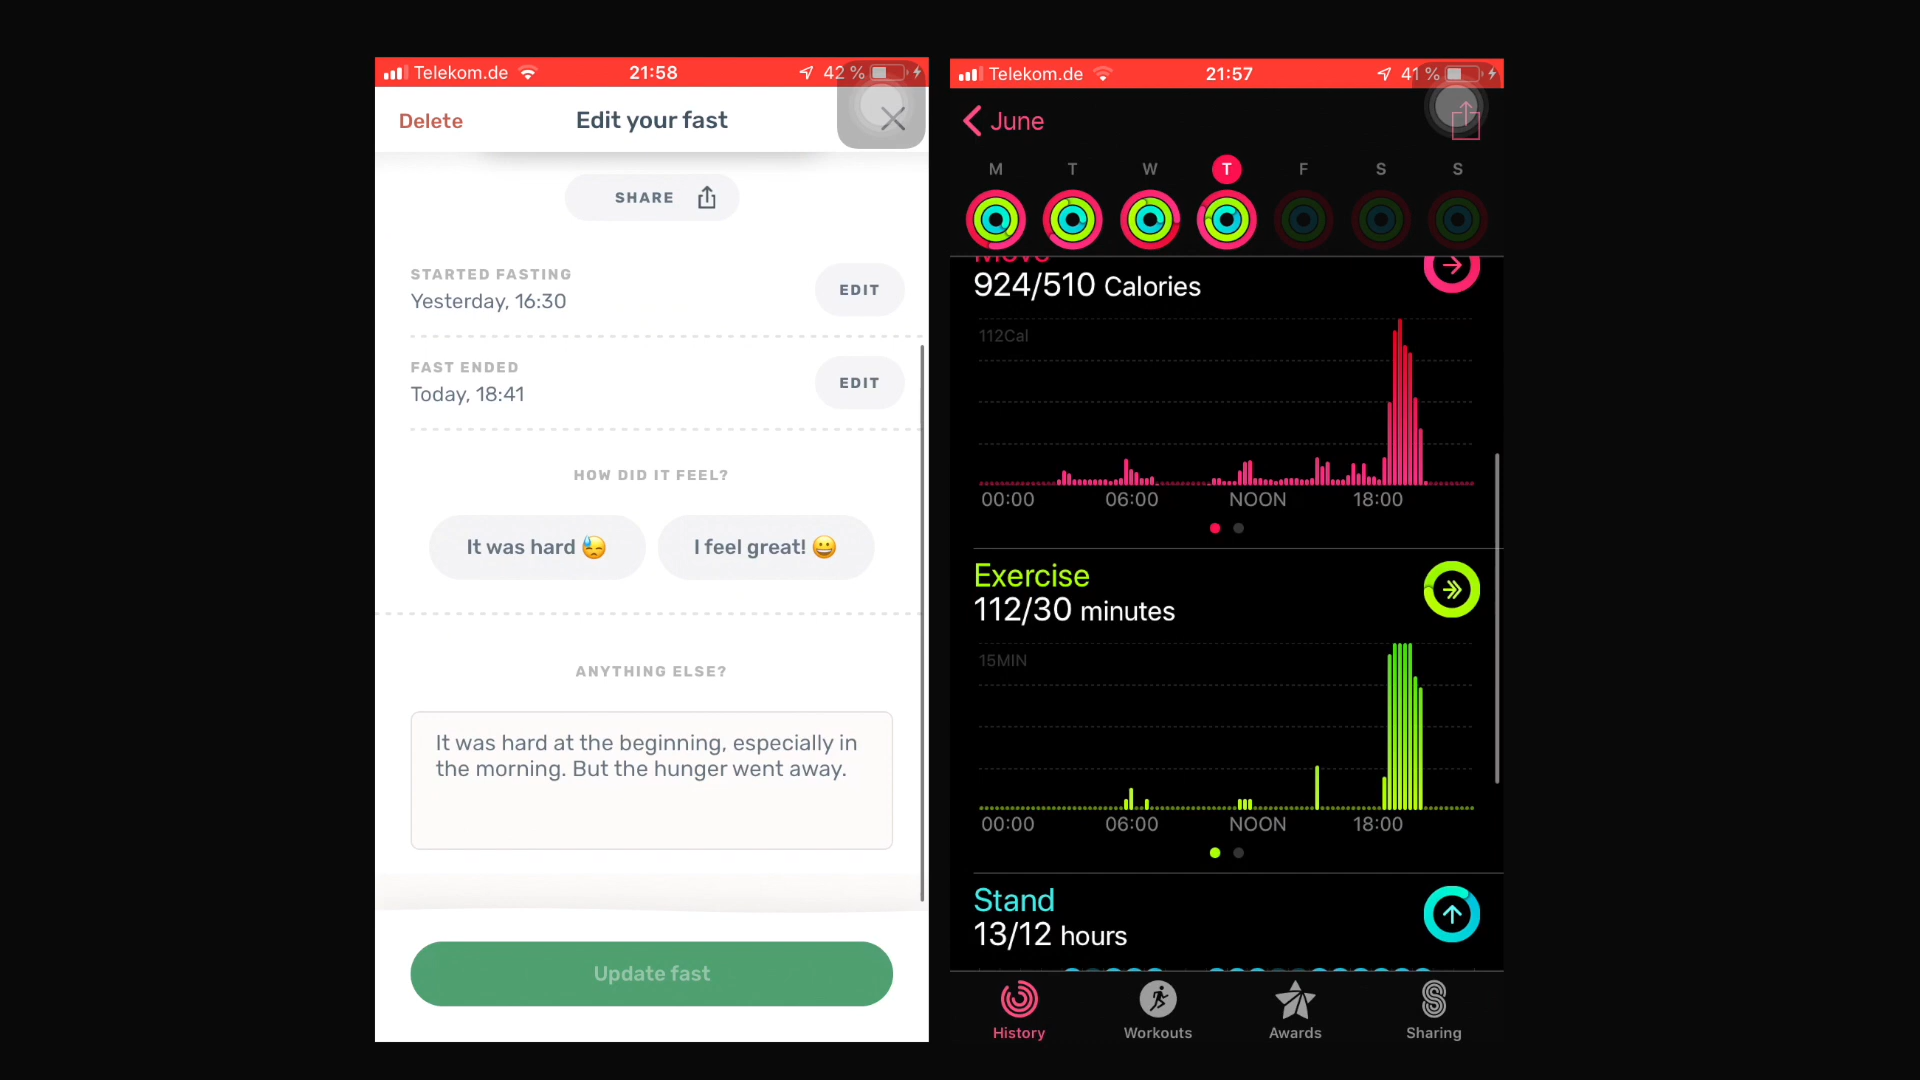 Telekom.de 21:58 42 %
Delete Edit your fast
SHARE
STARTED FASTING
Yesterday, 16:30
EDIT
FAST ENDED
Today, 18:41
EDIT
HOW DID IT FEEL?
It was hard 😓 I feel great! 😀
ANYTHING ELSE?
It was hard at the beginning, especially in
the morning. But the hunger went away.
Update fast
Telekom.de 21:57 41 %
June
M T W T F S S
Move
924/510 Calories
112Cal
00:00 06:00 NOON 18:00
Exercise
112/30 minutes
15MIN
00:00 06:00 NOON 18:00
Stand
13/12 hours
History Workouts Awards Sharing